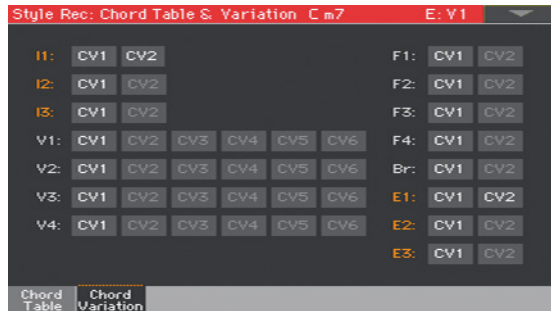 Style Rec: Chord Table & Variation C m7 E: V1
I1: CV1 CV2 F1: CV1 CV2
I2: CV1 CV2 F2: CV1 CV2
I3: CV1 CV2 F3: CV1 CV2
V1: CV1 CV2 CV3 CV4 CV5 CV6 F4: CV1 CV2
V2: CV1 CV2 CV3 CV4 CV5 CV6 Br: CV1 CV2
V3: CV1 CV2 CV3 CV4 CV5 CV6 E1: CV1 CV2
V4: CV1 CV2 CV3 CV4 CV5 CV6 E2: CV1 CV2
E3: CV1 CV2
Chord Chord
Table Variation